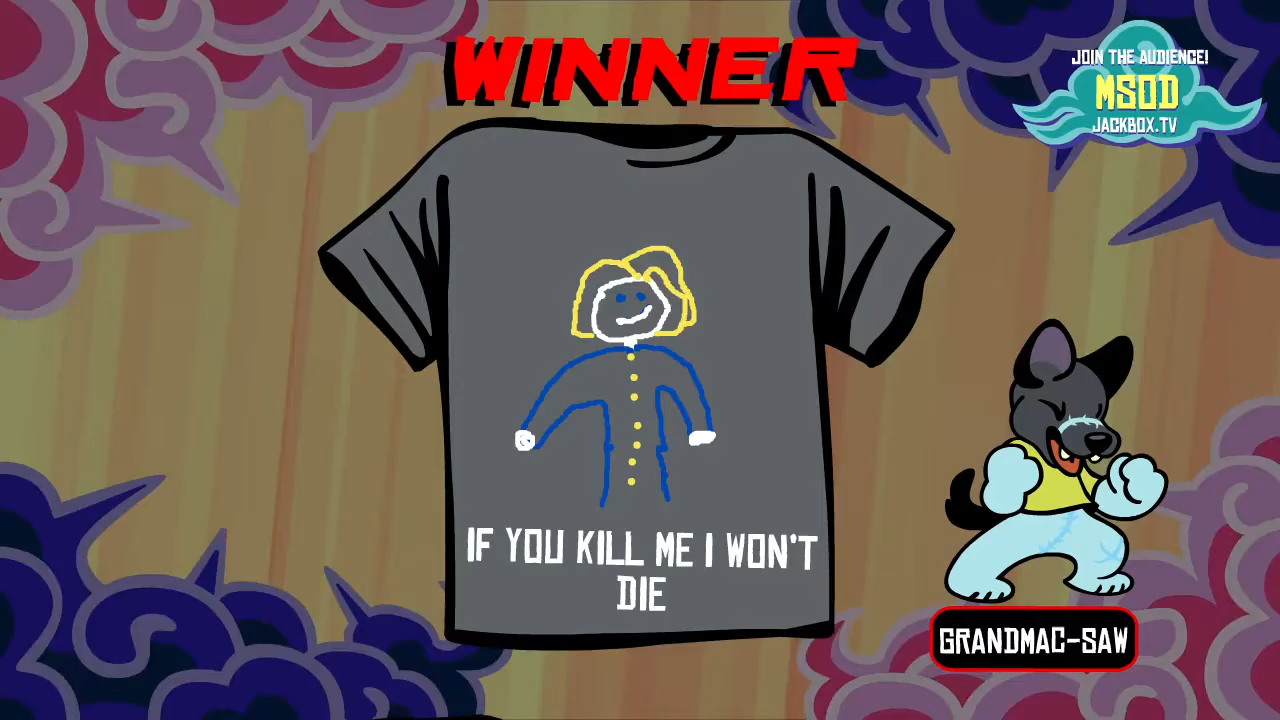 WINNER
JOIN THE AUDIENCE!
MSOD
JACKBOX.TV
IF YOU KILL ME I WON'T
DIE
GRANDMAC-SAW